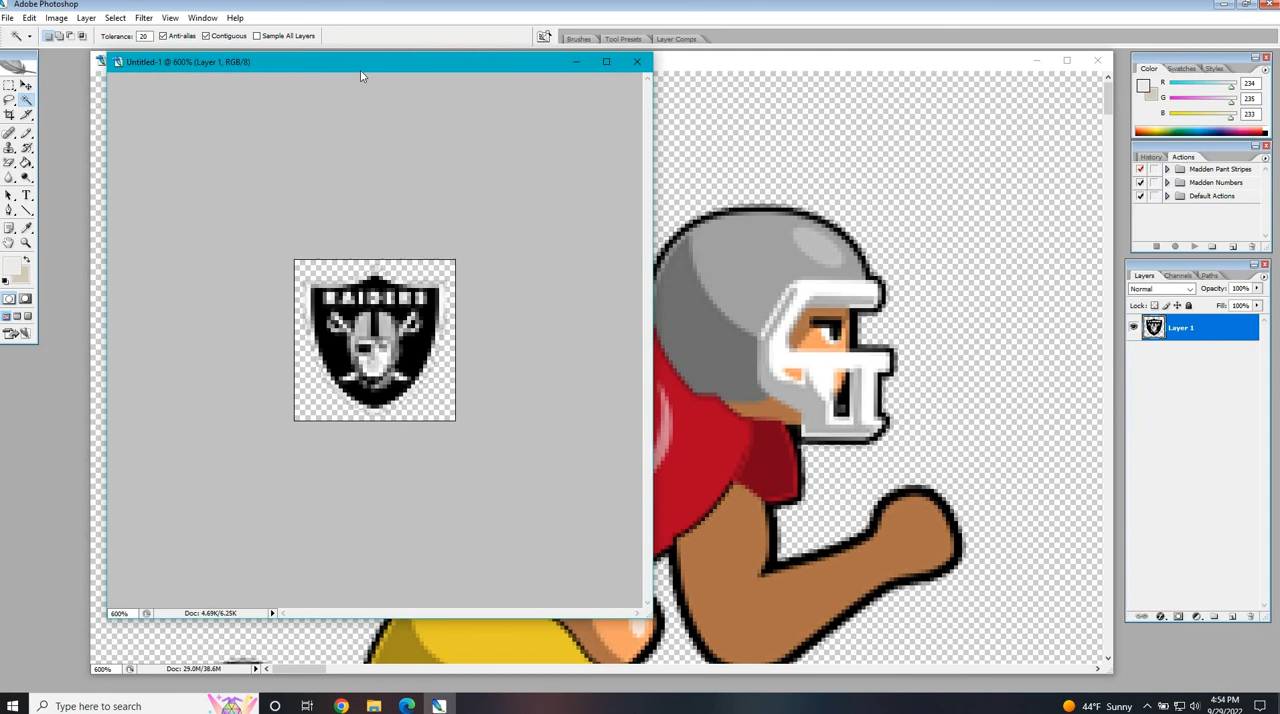 Adobe Photoshop
File Edit Image Layer Select Filter View Window Help
Tolerance: 20 Anti-alias Contiguous Sample All Layers Brushes Tool Presets Layer Comps
Untitled-1 @ 600% (Layer 1, RGB/8)
Color Swatches Styles
R 234
G 235
B 233
History Actions
Madden Pant Stripes
Madden Numbers
Default Actions
RAIDERS
Layers Channels Paths
Normal Opacity: 100%
Lock: Fill: 100%
Layer 1
T
600% Doc: 4.69K/6.25K
600% Doc: 29.0M/38.6M
Type here to search
44°F Sunny
4:54 PM
9/29/2022